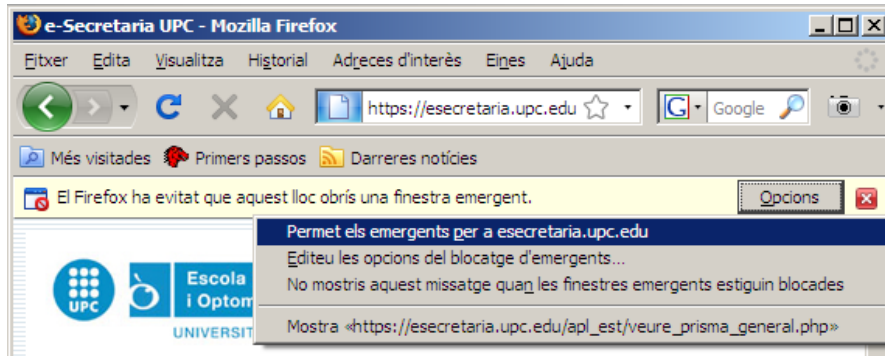 e-Secretaria UPC - Mozilla Firefox
Fitxer Edita Visualitza Historial Adreces d'interès Eines Ajuda
https://esecretaria.upc.edu G Google
Més visitades Primers passos Darreres notícies
El Firefox ha evitat que aquest lloc obrís una finestra emergent. Opcions
Permet els emergents per a esecretaria.upc.edu
Editeu les opcions del blocatge d'emergents...
No mostris aquest missatge quan les finestres emergents estiguin blocades
Mostra «https://esecretaria.upc.edu/apl_est/veure_prisma_general.php»
UPC
Escola
i Optom
UNIVERSIT